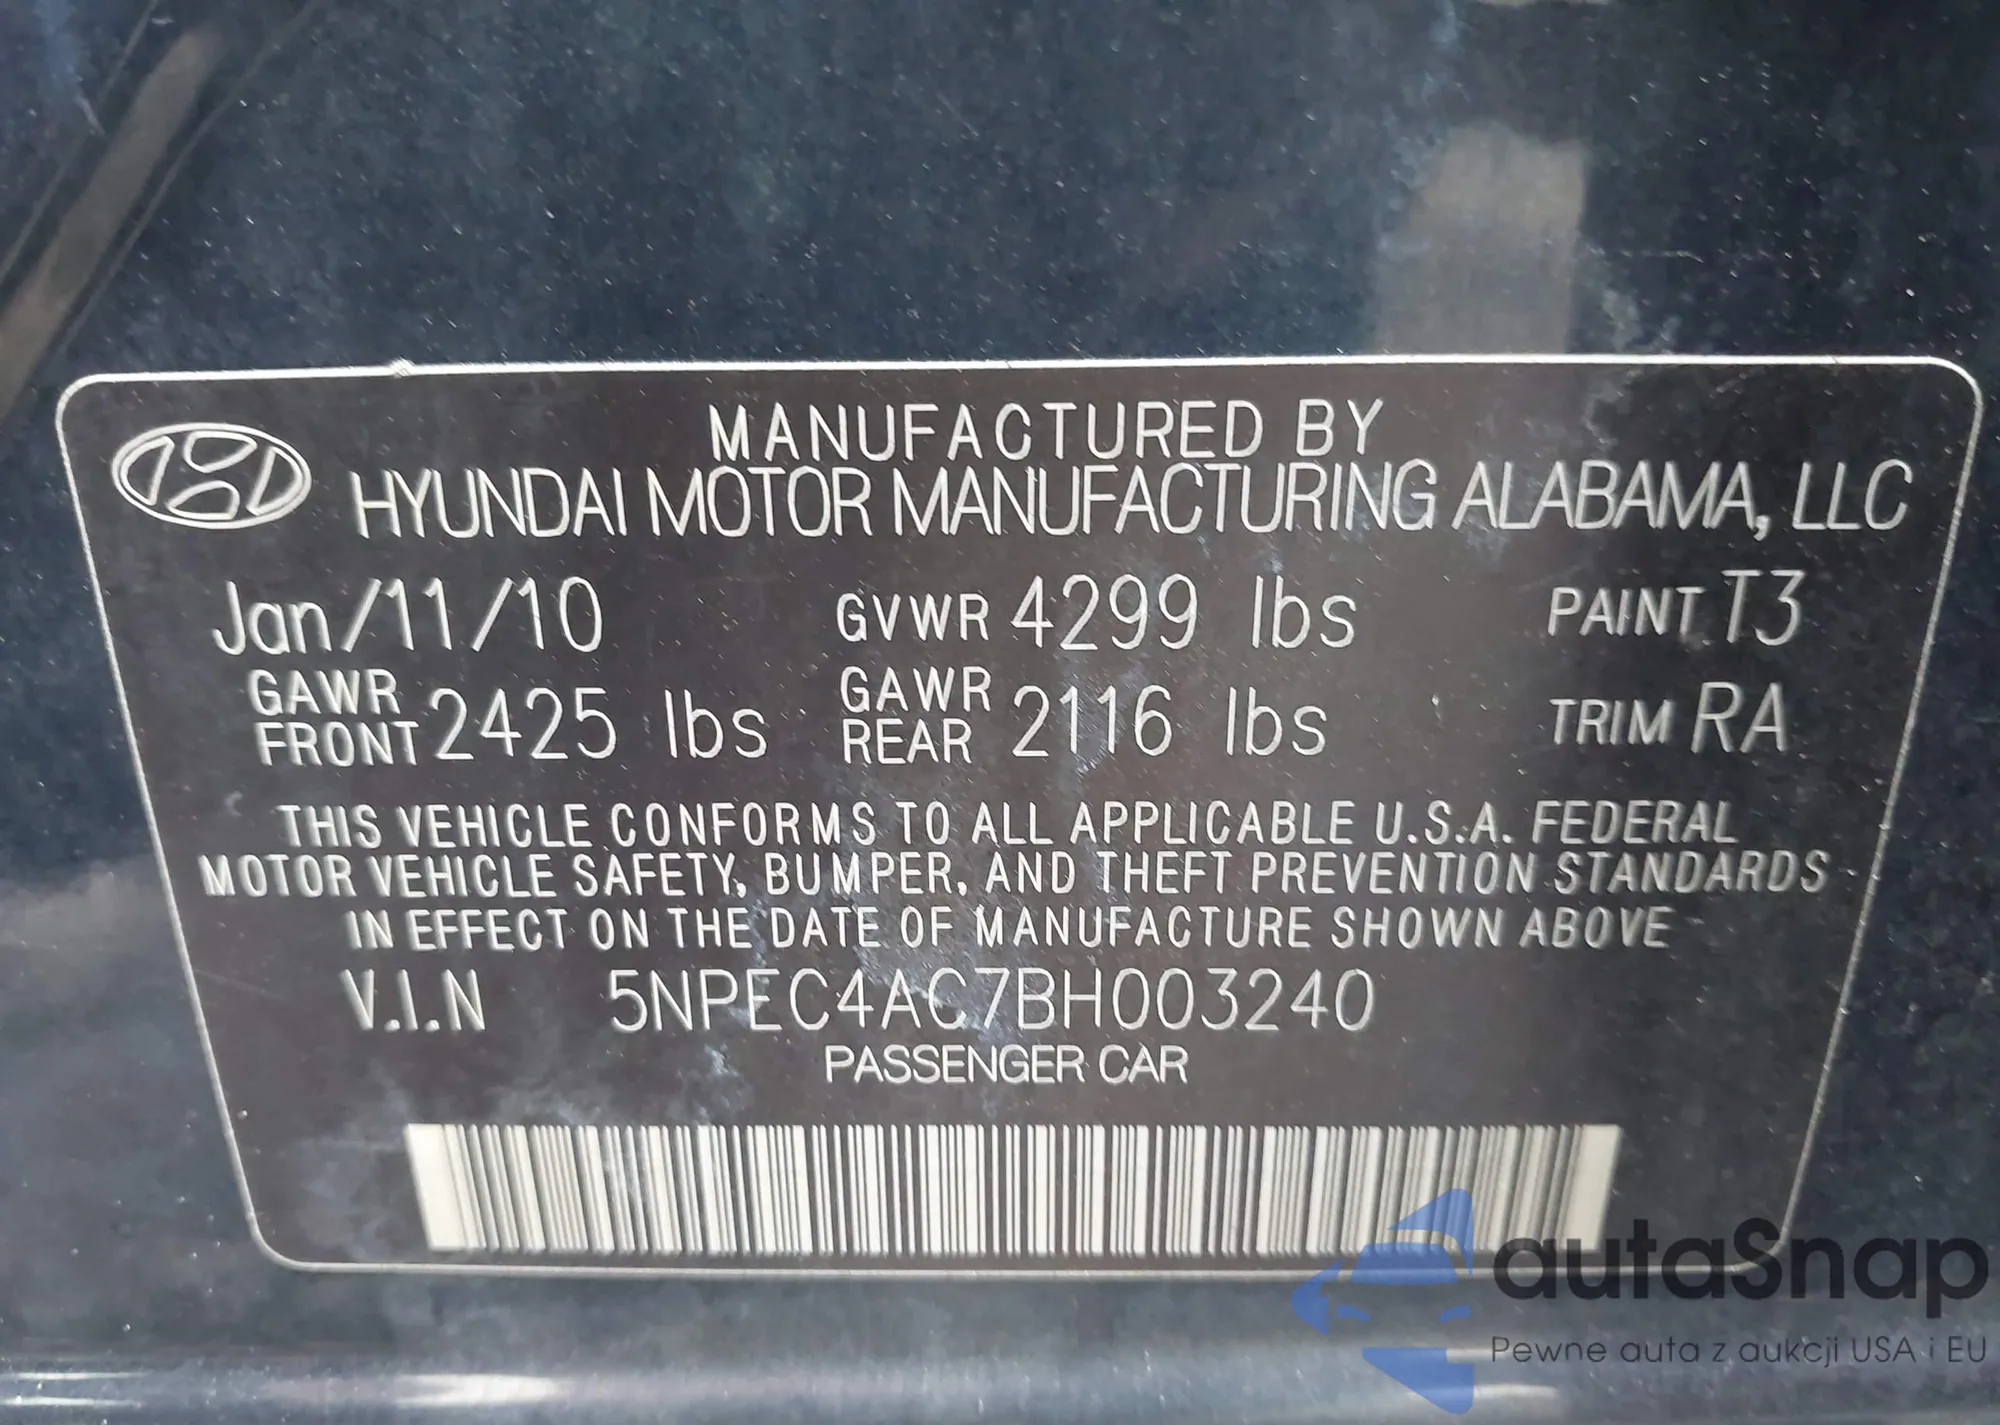 MANUFACTURED BY
HYUNDAI MOTOR MANUFACTURING ALABAMA, LLC
Jan/11/10 GVWR 4299 lbs PAINT T3
GAWR FRONT 2425 lbs GAWR REAR 2116 lbs TRIM RA
THIS VEHICLE CONFORMS TO ALL APPLICABLE U.S.A. FEDERAL
MOTOR VEHICLE SAFETY, BUMPER, AND THEFT PREVENTION STANDARDS
IN EFFECT ON THE DATE OF MANUFACTURE SHOWN ABOVE
V.I.N 5NPEC4AC7BH003240
PASSENGER CAR
autaSnap
Pewne auta z aukcji USA i EU